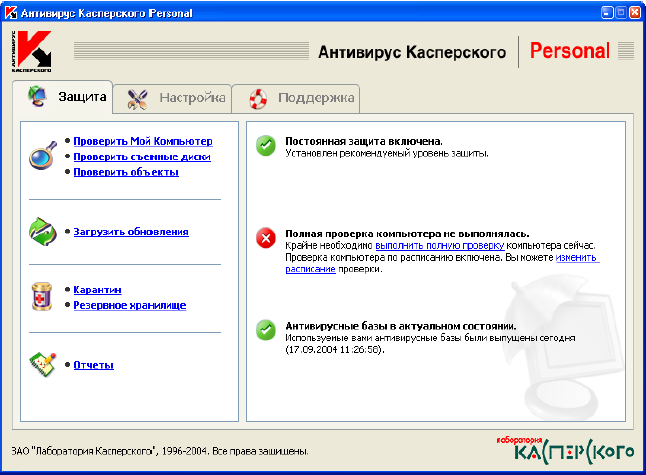 Антивирус Касперского Personal
АНТИВИРУС
КАСПЕРСКОГО
Антивирус Касперского Personal
Защита
Настройка
Поддержка
Проверить Мой Компьютер
Проверить съемные диски
Проверить объекты
Загрузить обновления
Карантин
Резервное хранилище
Отчеты
Постоянная защита включена.
Установлен рекомендуемый уровень защиты.
Полная проверка компьютера не выполнялась.
Крайне необходимо выполнить полную проверку компьютера сейчас.
Проверка компьютера по расписанию включена. Вы можете изменить
расписание проверки.
Антивирусные базы в актуальном состоянии.
Используемые вами антивирусные базы были выпущены сегодня
(17.09.2004 11:26:58).
ЗАО "Лаборатория Касперского", 1996-2004. Все права защищены.
лаборатория
КАСПЕРСКОГО